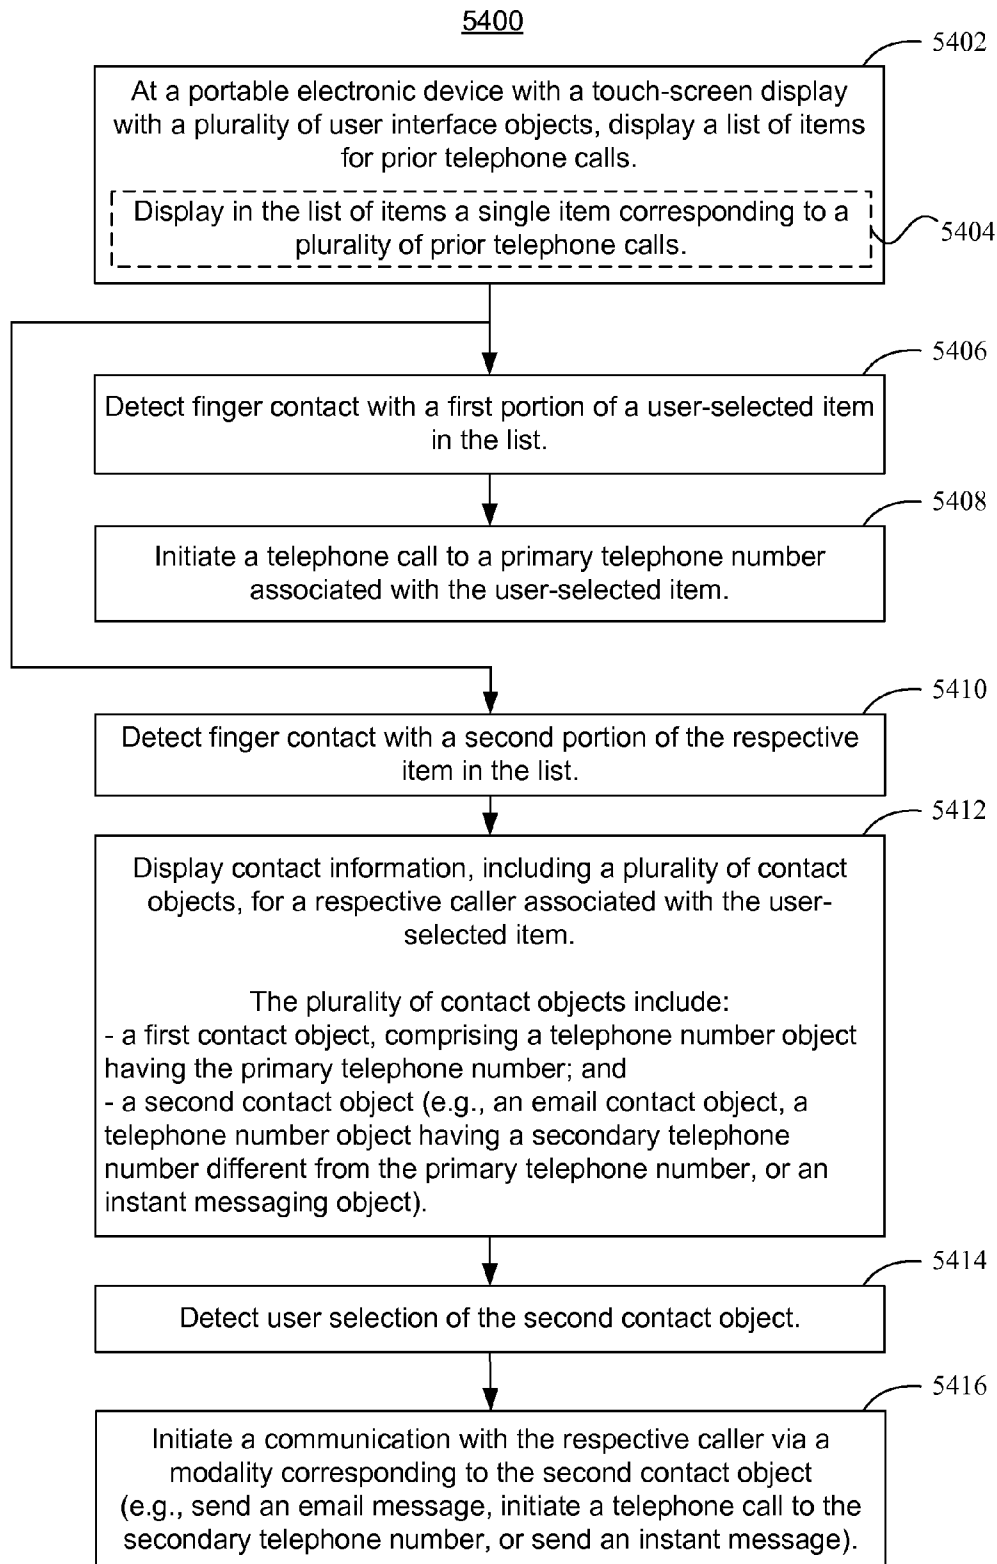 5400
5402
At a portable electronic device with a touch-screen display
with a plurality of user interface objects, display a list of items
for prior telephone calls.
Display in the list of items a single item corresponding to a
plurality of prior telephone calls.
5404
5406
Detect finger contact with a first portion of a user-selected item
in the list.
5408
Initiate a telephone call to a primary telephone number
associated with the user-selected item.
5410
Detect finger contact with a second portion of the respective
item in the list.
5412
Display contact information, including a plurality of contact
objects, for a respective caller associated with the user-
selected item.
The plurality of contact objects include:
- a first contact object, comprising a telephone number object
having the primary telephone number; and
- a second contact object (e.g., an email contact object, a
telephone number object having a secondary telephone
number different from the primary telephone number, or an
instant messaging object).
5414
Detect user selection of the second contact object.
5416
Initiate a communication with the respective caller via a
modality corresponding to the second contact object
(e.g., send an email message, initiate a telephone call to the
secondary telephone number, or send an instant message).